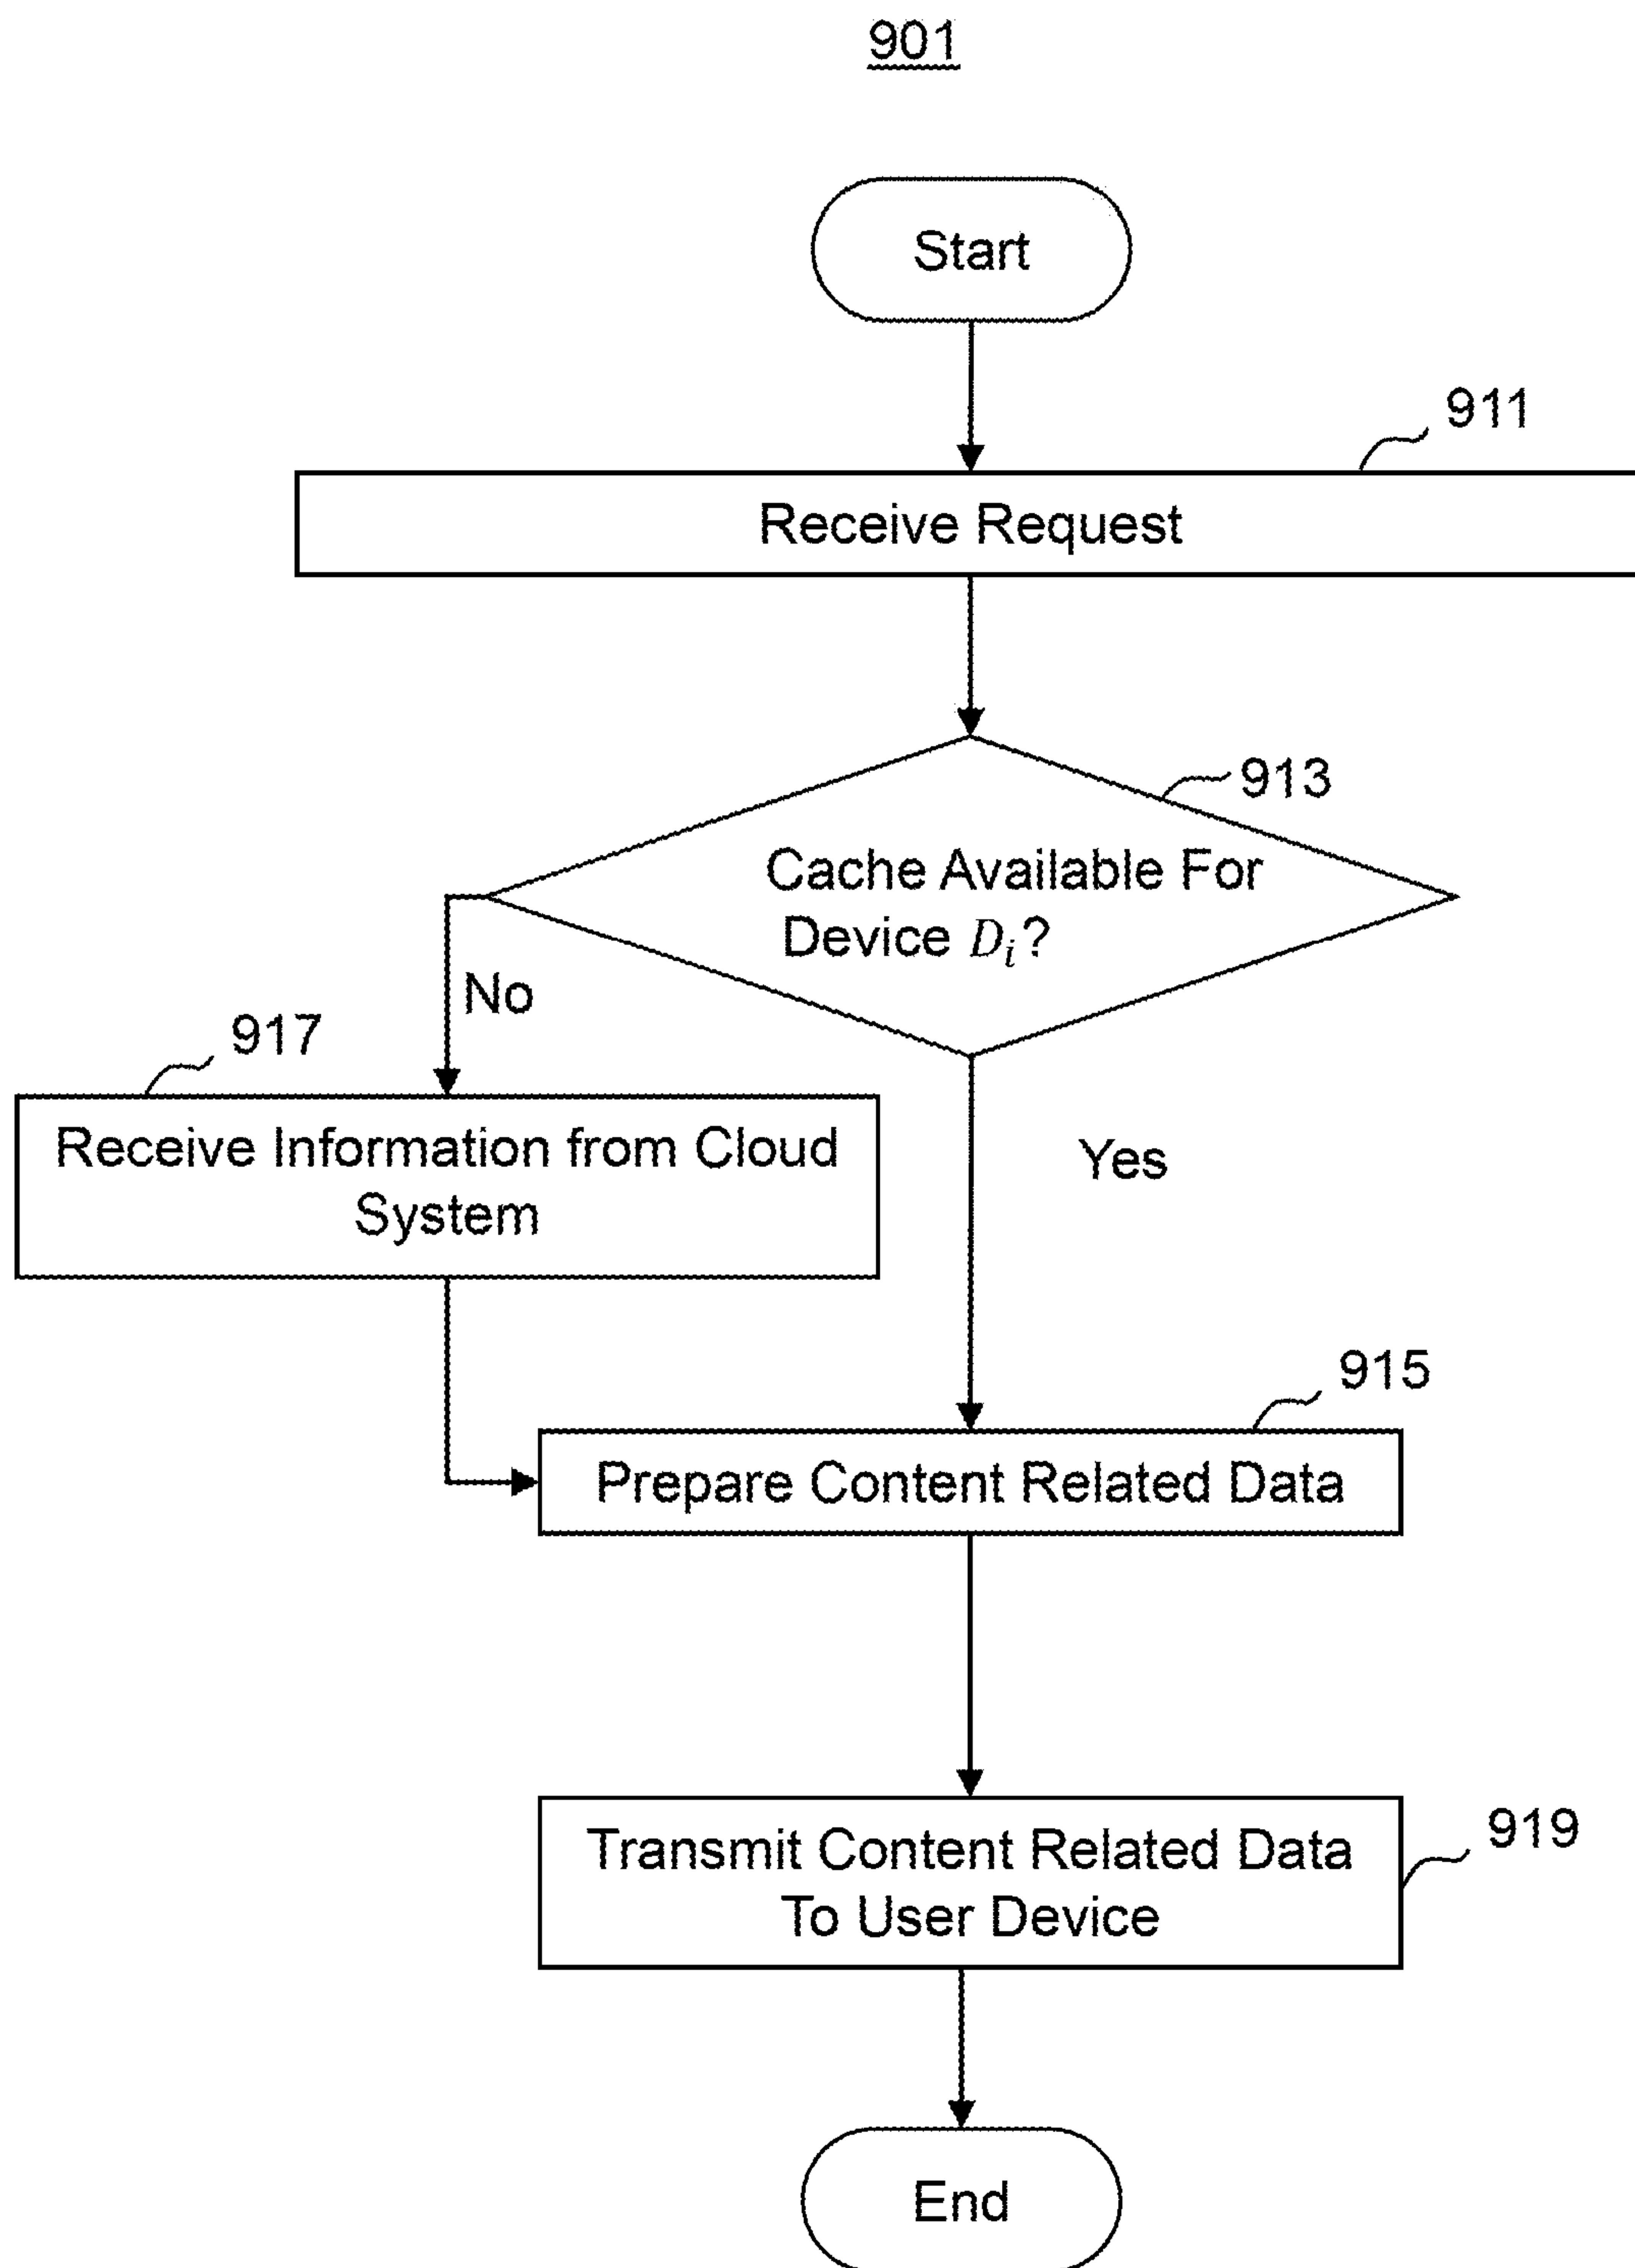 901
Start
911
Receive Request
913
Cache Available For
Device Di?
No
917
Receive Information from Cloud
System
Yes
915
Prepare Content Related Data
919
Transmit Content Related Data
To User Device
End